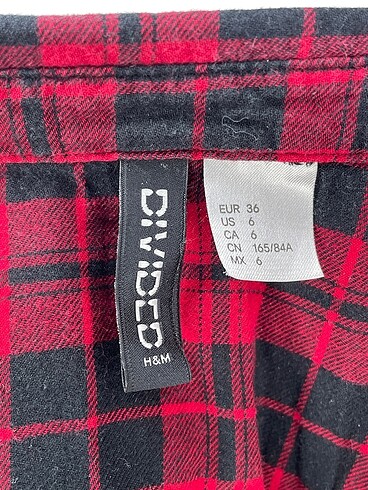 DIVIDED
H&M
EUR 36
US 6
CA 6
CN 165/84A
MX 6